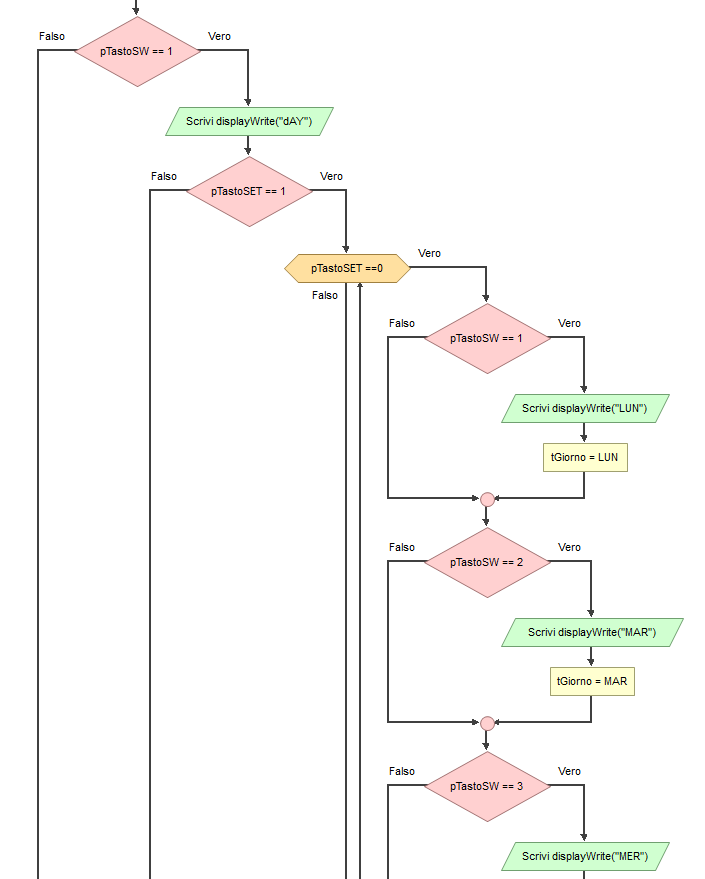 Falso
Vero
pTastoSW == 1
Scrivi displayWrite("dAY")
Falso
Vero
pTastoSET == 1
Vero
pTastoSET ==0
Falso
Falso
Vero
pTastoSW == 1
Scrivi displayWrite("LUN")
tGiorno = LUN
Falso
Vero
pTastoSW == 2
Scrivi displayWrite("MAR")
tGiorno = MAR
Falso
Vero
pTastoSW == 3
Scrivi displayWrite("MER")